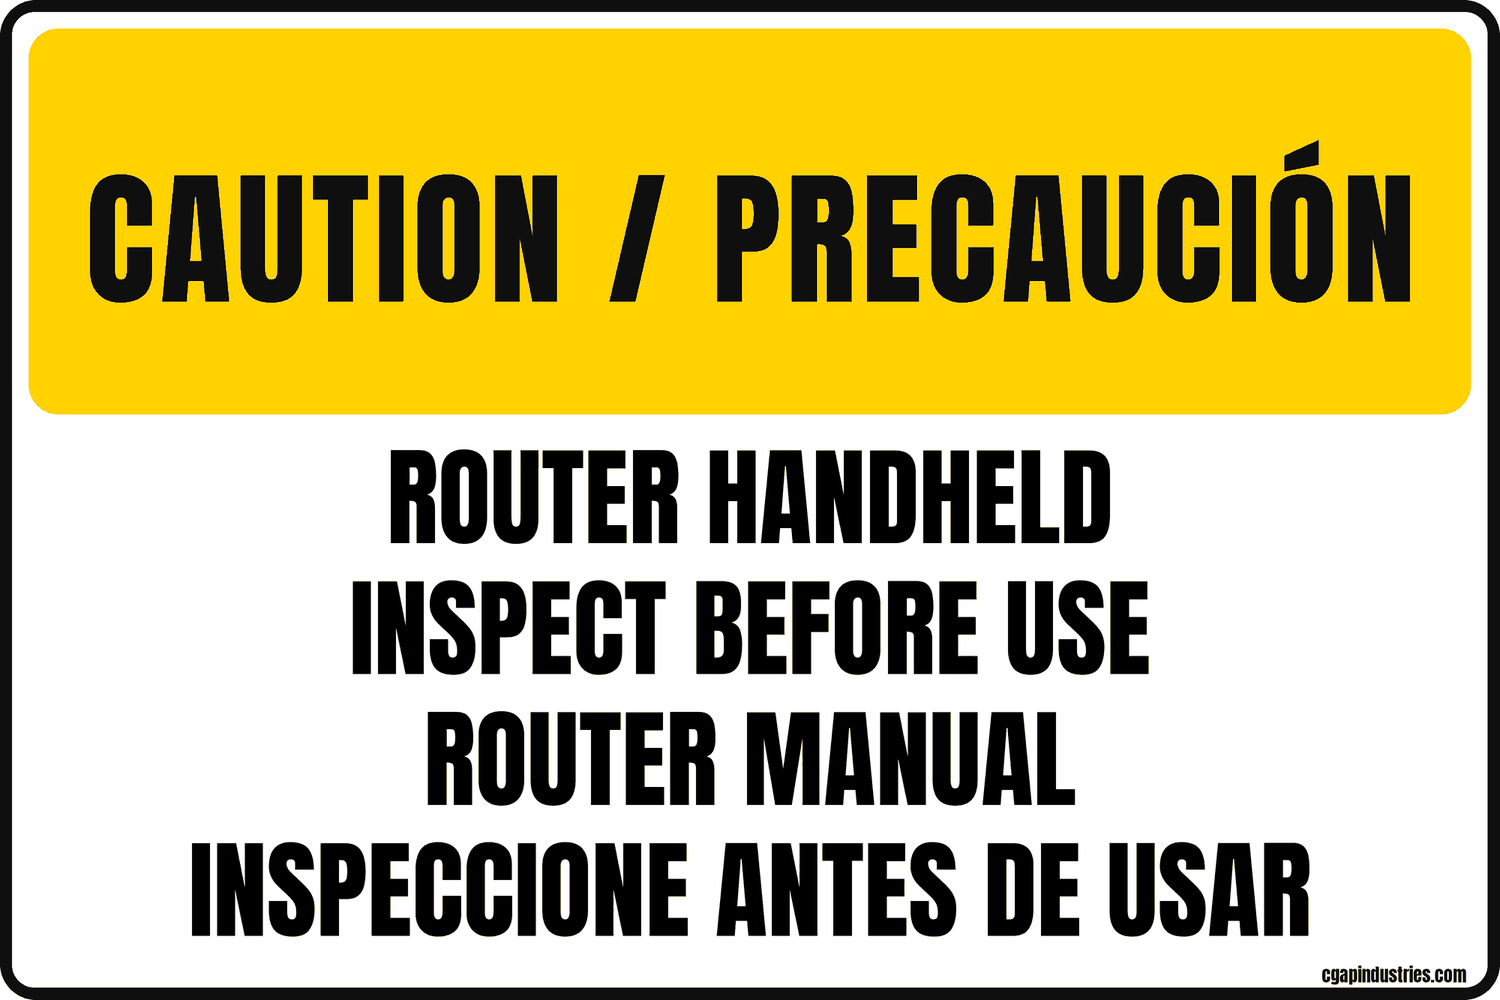 CAUTION / PRECAUCIÓN
ROUTER HANDHELD
INSPECT BEFORE USE
ROUTER MANUAL
INSPECCIONE ANTES DE USAR
cgapindustries.com